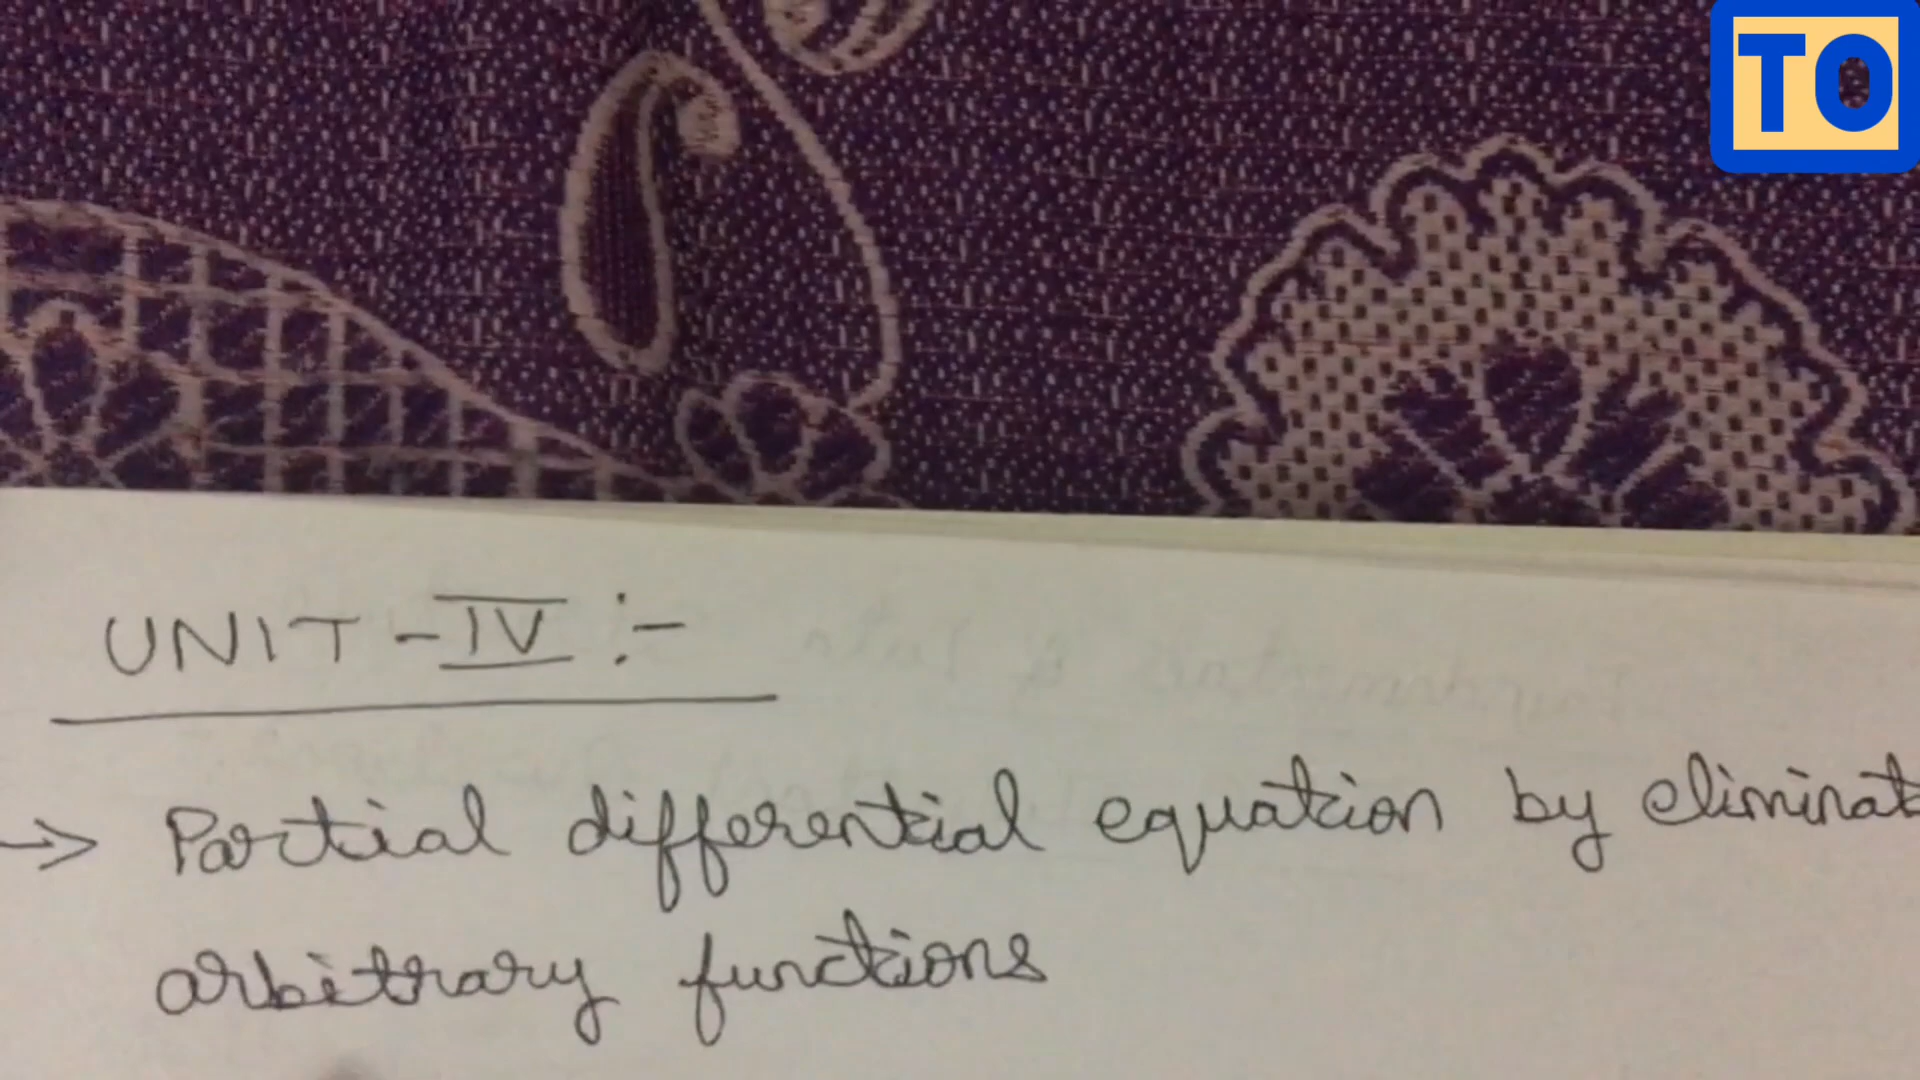 TO
UNIT - IV :-
→ Partial differential equation by eliminat
arbitrary functions